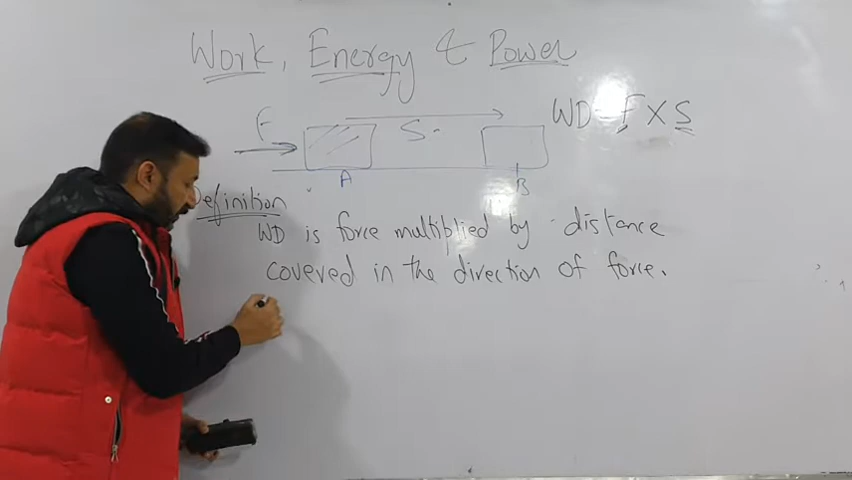 Work, Energy & Power
F S WD = F X S
A B
Definition
WD is force multiplied by distance
covered in the direction of force.